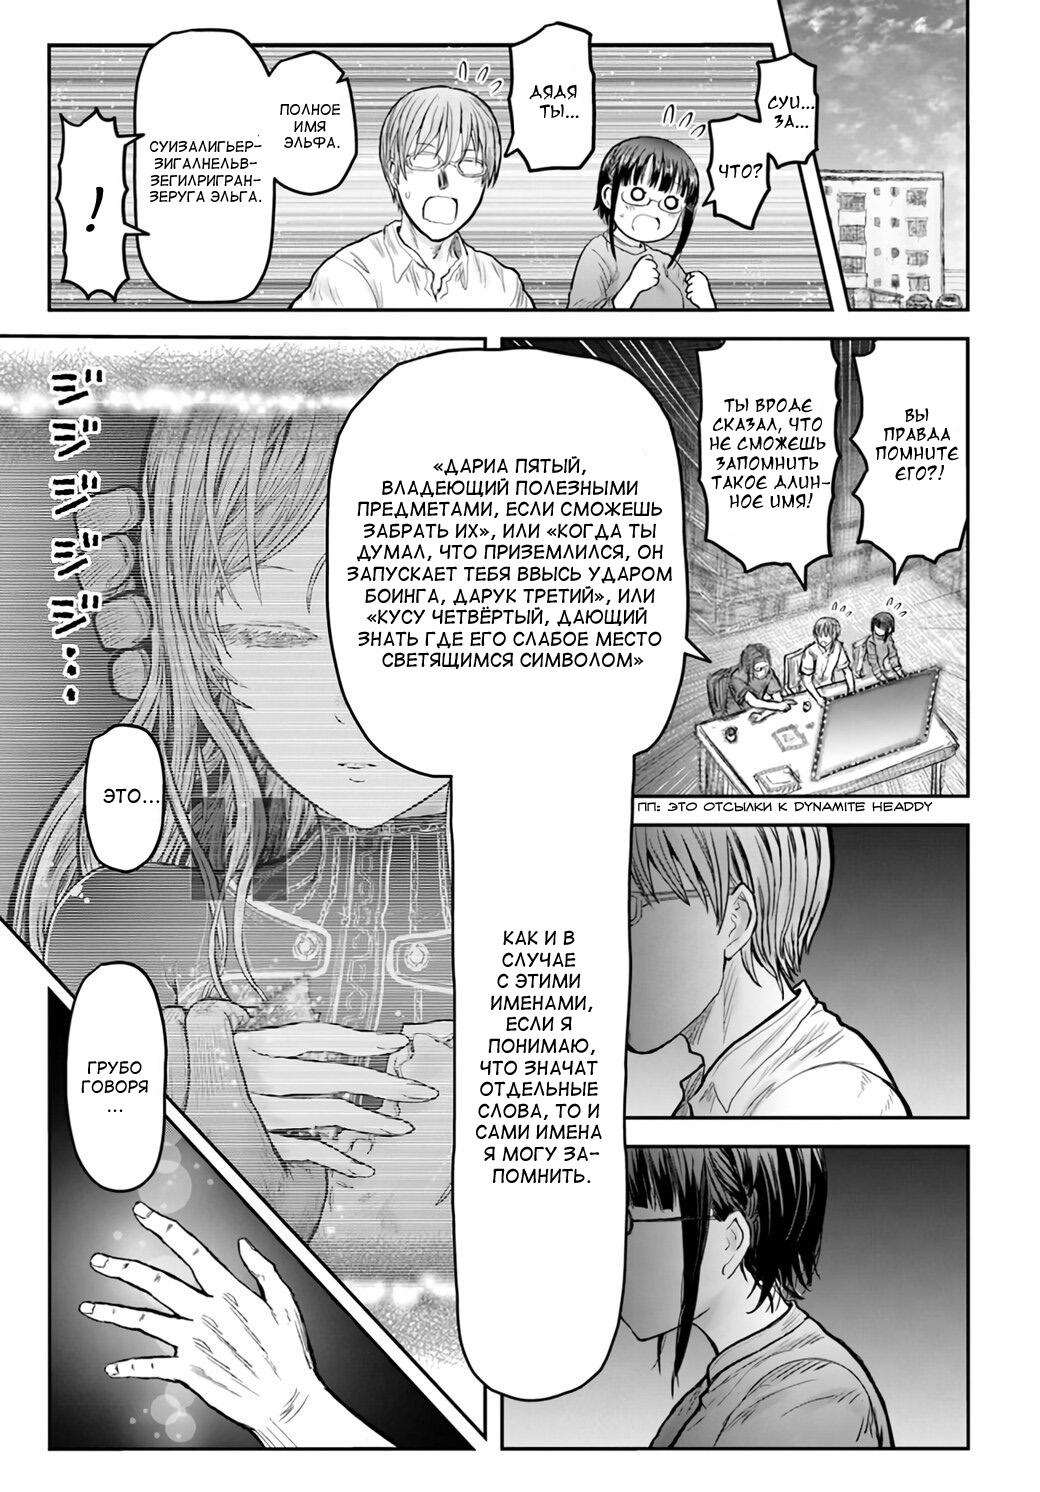 СУИ...
ЗА...
ЧТО?
ДЯДЯ
ТЫ...
ПОЛНОЕ
ИМЯ
ЭЛЬФА.
СУИЗАЛИГЬЕР-
ЗИГАЛНЕЛЬВ-
ЗЕГИЛРИГРАН-
ЗЕРУГА ЭЛЬГА.
!
ВЫ
ПРАВДА
ПОМНИТЕ
ЕГО?!
ТЫ ВРОДЕ
СКАЗАЛ, ЧТО
НЕ СМОЖЕШЬ
ЗАПОМНИТЬ
ТАКОЕ ДЛИН-
НОЕ ИМЯ!
«ДАРИА ПЯТЫЙ,
ВЛАДЕЮЩИЙ ПОЛЕЗНЫМИ
ПРЕДМЕТАМИ, ЕСЛИ СМОЖЕШЬ
ЗАБРАТЬ ИХ», ИЛИ «КОГДА ТЫ
ДУМАЛ, ЧТО ПРИЗЕМЛИЛСЯ, ОН
ЗАПУСКАЕТ ТЕБЯ ВВЫСЬ УДАРОМ
БОИНГА, ДАРУК ТРЕТИЙ», ИЛИ
«КУСУ ЧЕТВЁРТЫЙ, ДАЮЩИЙ
ЗНАТЬ ГДЕ ЕГО СЛАБОЕ МЕСТО
СВЕТЯЩИМСЯ СИМВОЛОМ»
ПП: ЭТО ОТСЫЛКИ К DYNAMITE HEADDY
КАК И В
СЛУЧАЕ
С ЭТИМИ
ИМЕНАМИ,
ЕСЛИ Я
ПОНИМАЮ,
ЧТО ЗНАЧАТ
ОТДЕЛЬНЫЕ
СЛОВА, ТО И
САМИ ИМЕНА
Я МОГУ ЗА-
ПОМНИТЬ.
ジジジジ...
ЭТО...
ГРУБО
ГОВОРЯ
...